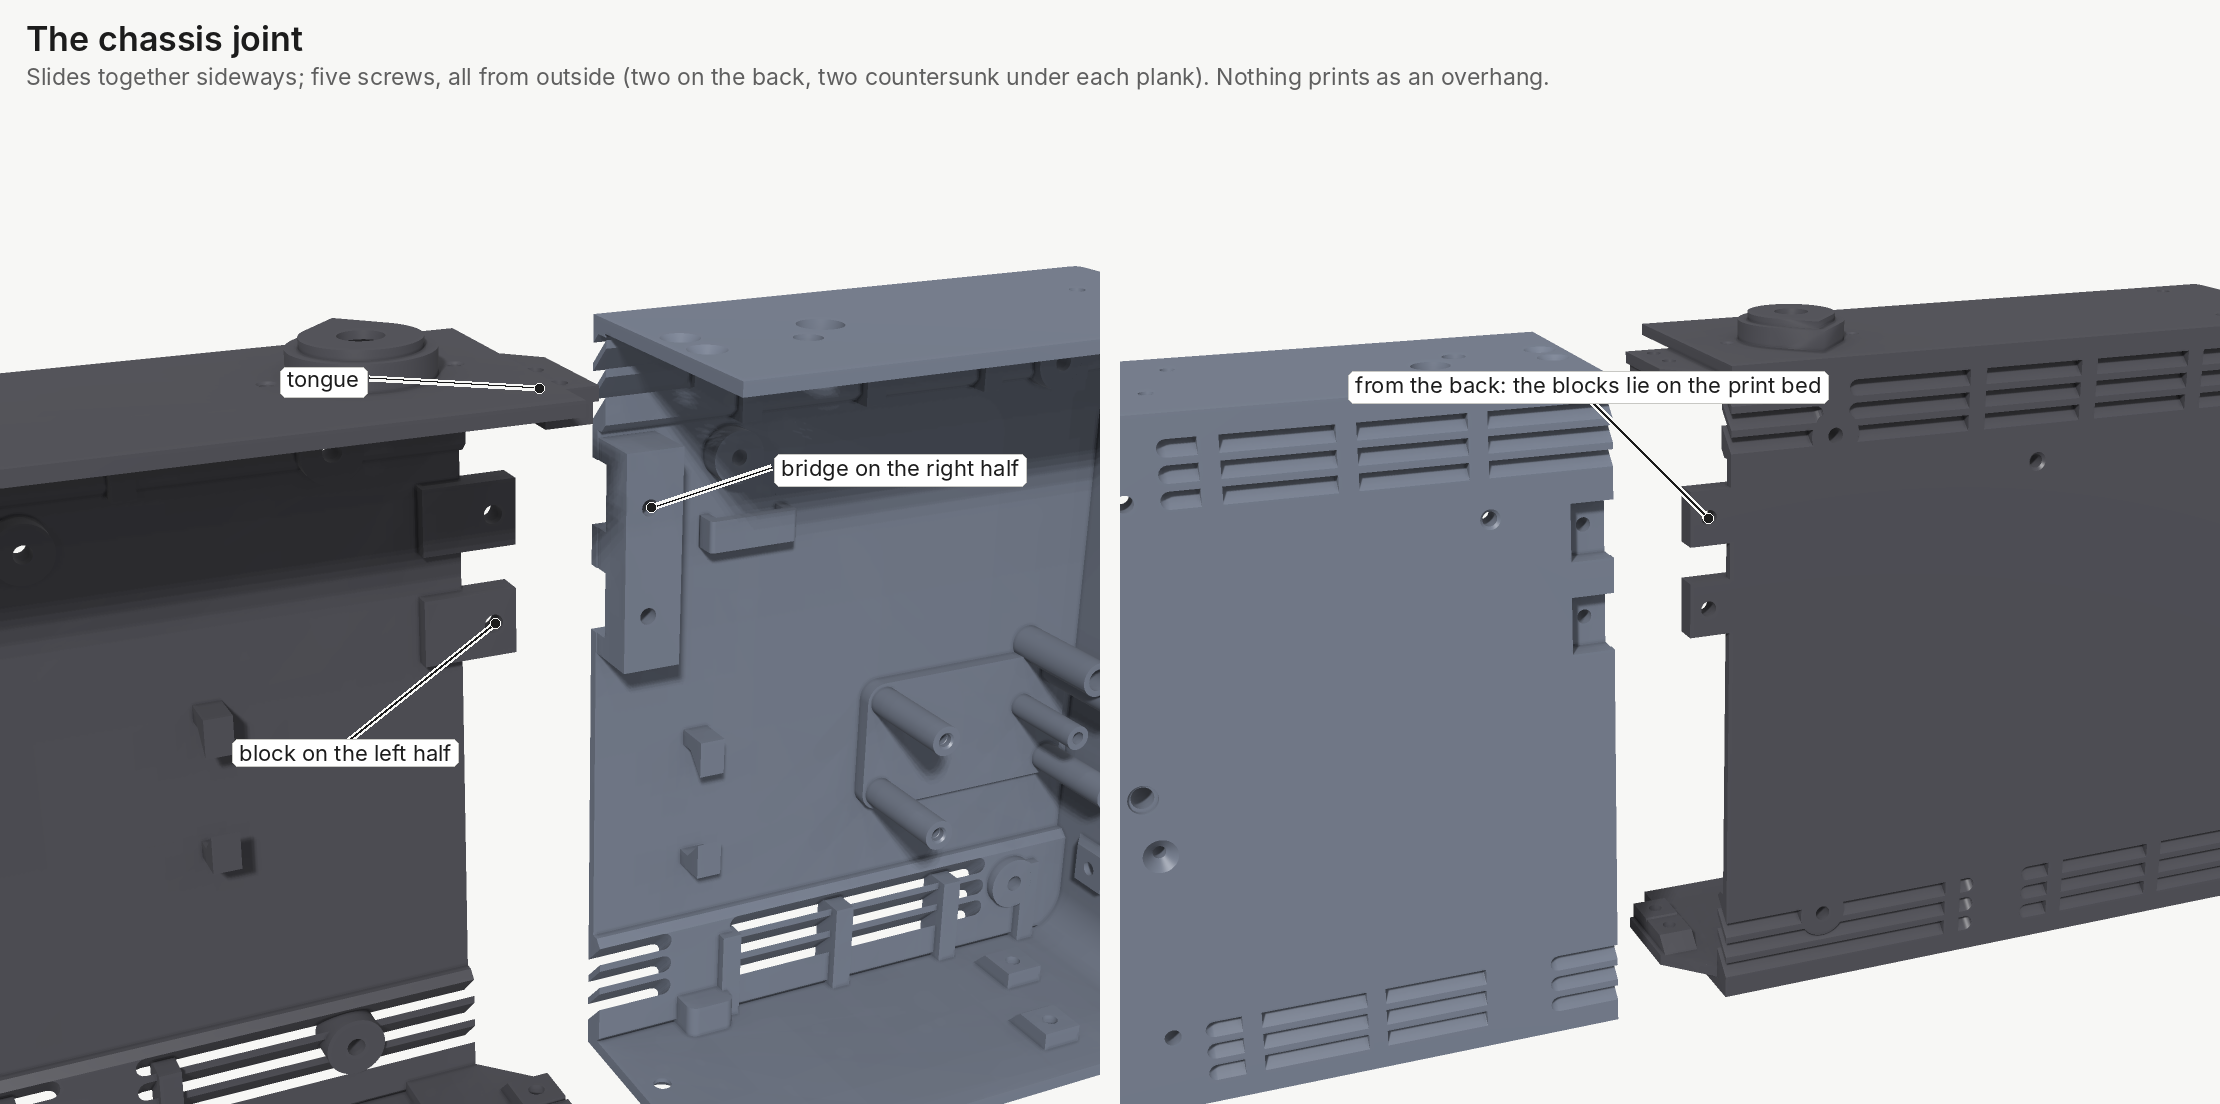 The chassis joint
Slides together sideways; five screws, all from outside (two on the back, two countersunk under each plank). Nothing prints as an overhang.
tongue
bridge on the right half
block on the left half
from the back: the blocks lie on the print bed